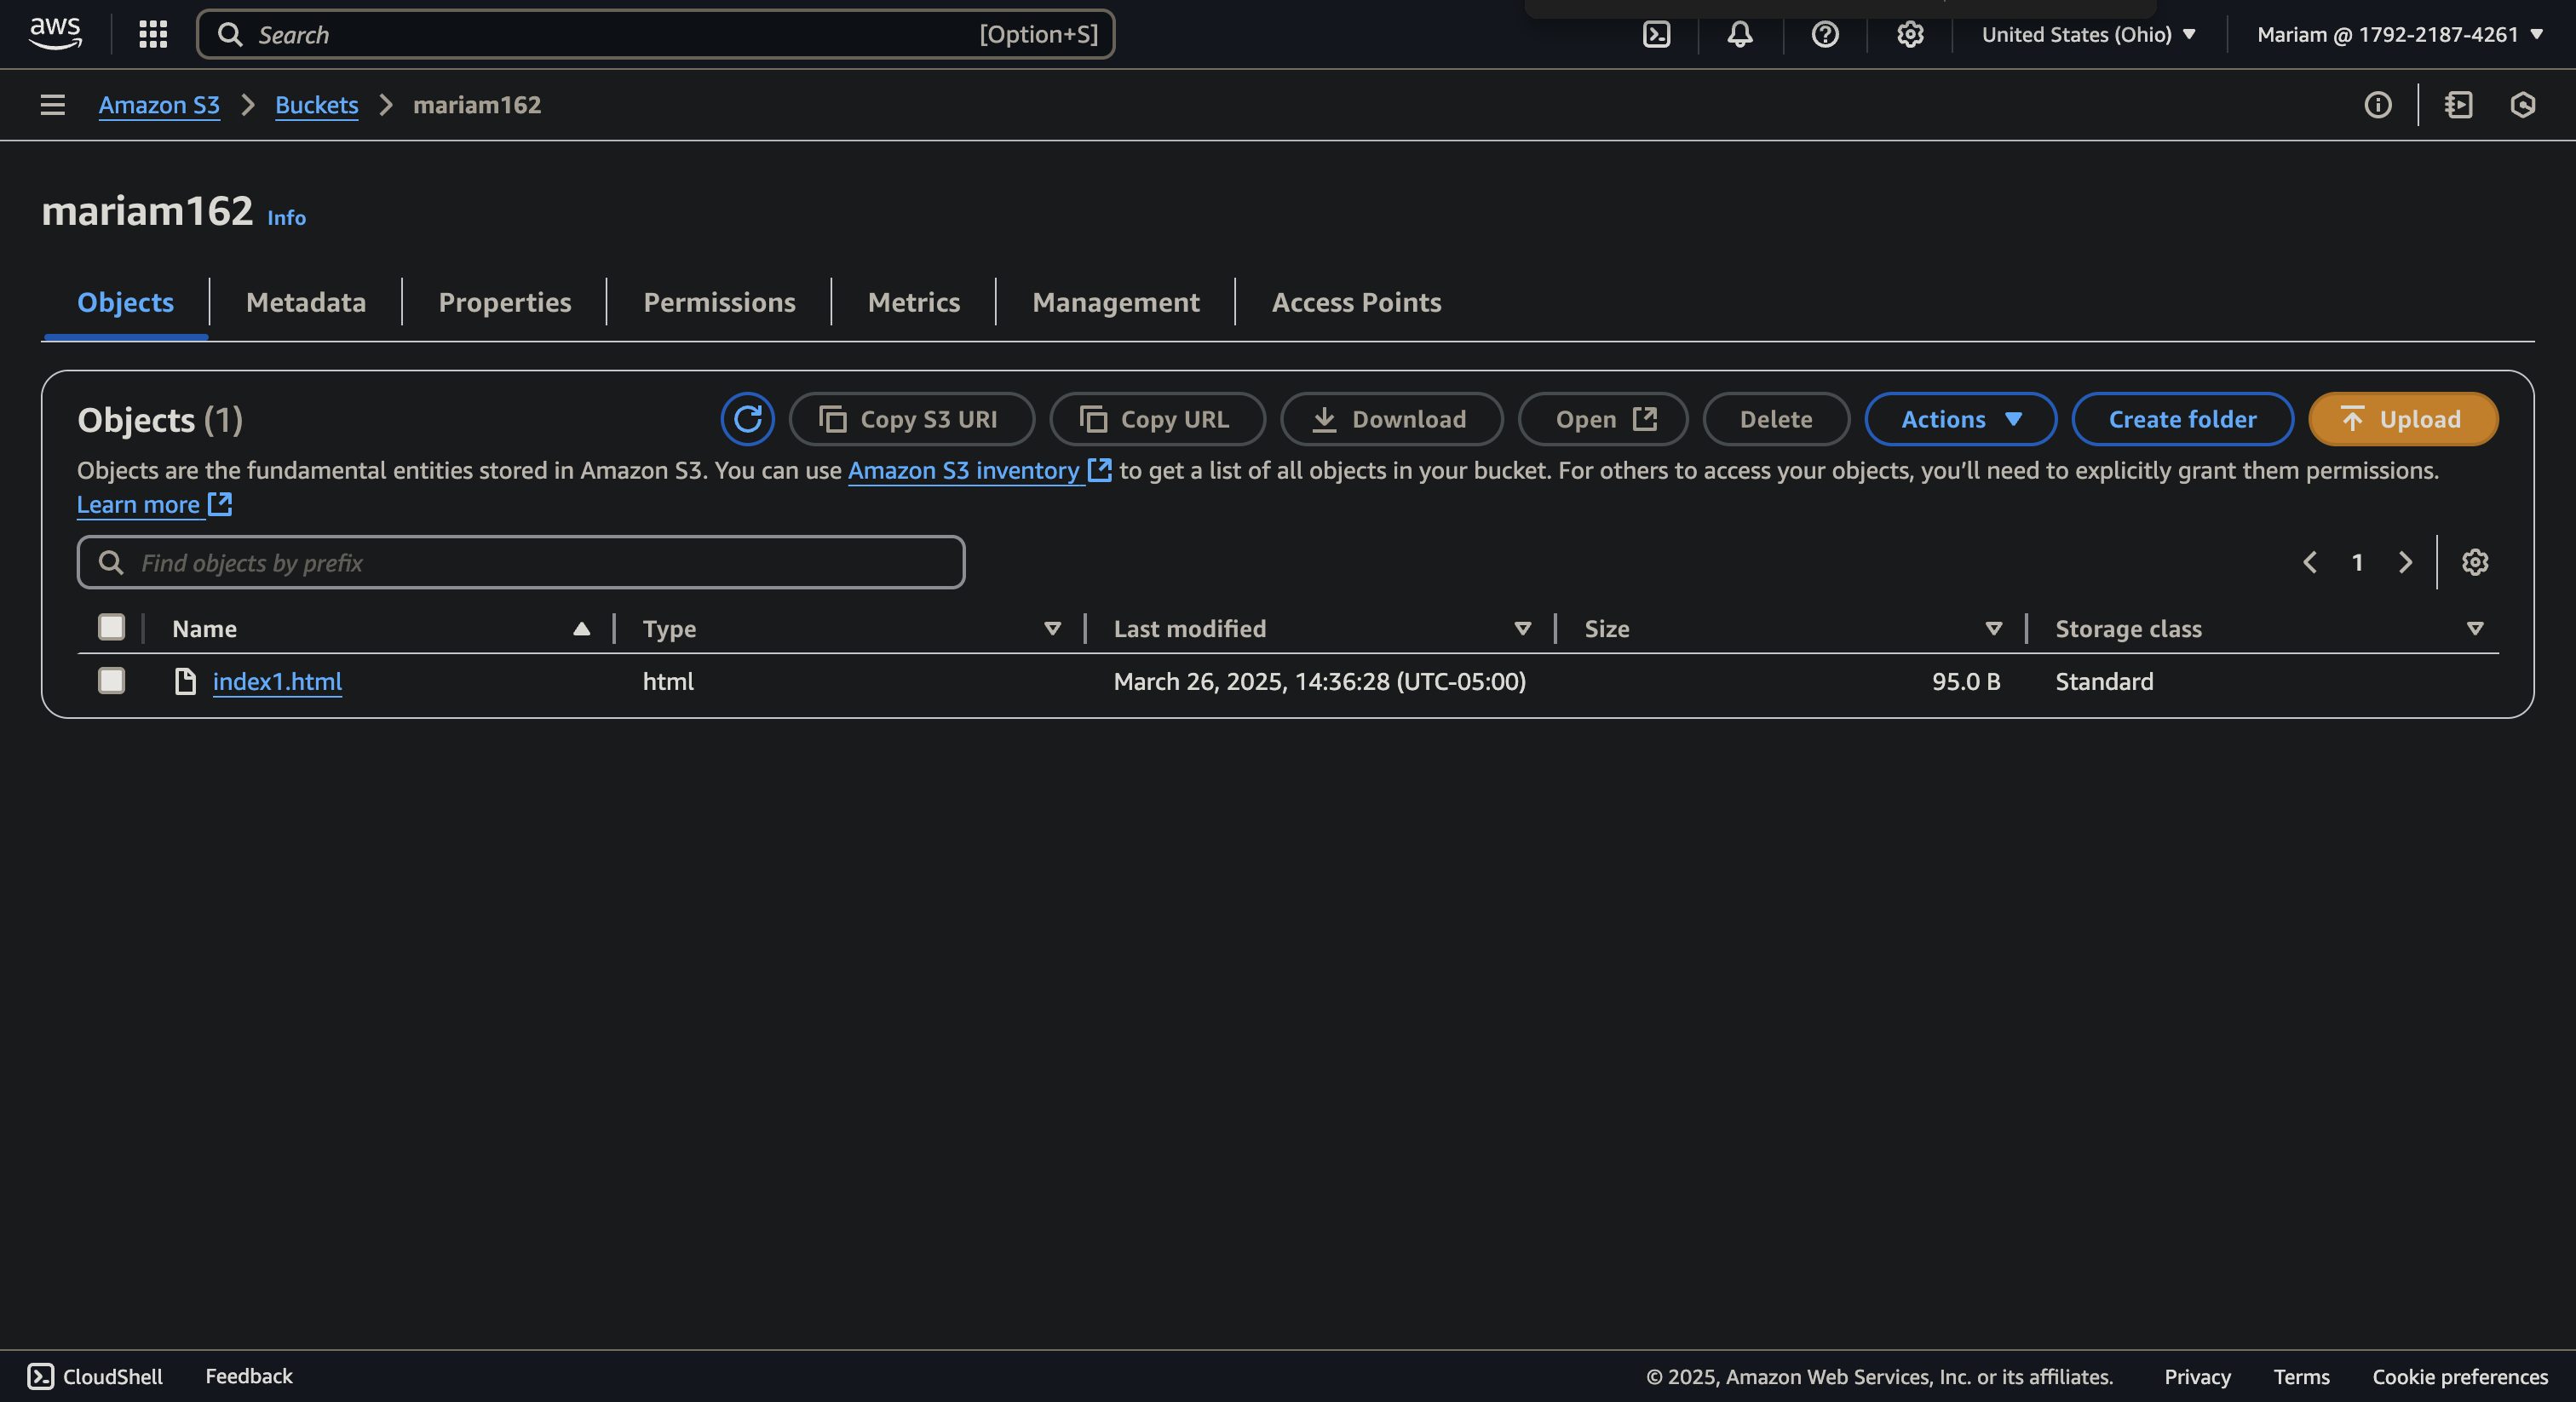 aws
Search [Option+S] United States (Ohio) Mariam @ 1792-2187-4261
Amazon S3 Buckets mariam162
mariam162 Info
Objects Metadata Properties Permissions Metrics Management Access Points
Objects (1) Copy S3 URI Copy URL Download Open Delete Actions Create folder Upload
Objects are the fundamental entities stored in Amazon S3. You can use Amazon S3 inventory to get a list of all objects in your bucket. For others to access your objects, you’ll need to explicitly grant them permissions.
Learn more
Find objects by prefix 1
Name Type Last modified Size Storage class
index1.html html March 26, 2025, 14:36:28 (UTC-05:00) 95.0 B Standard
CloudShell Feedback © 2025, Amazon Web Services, Inc. or its affiliates. Privacy Terms Cookie preferences